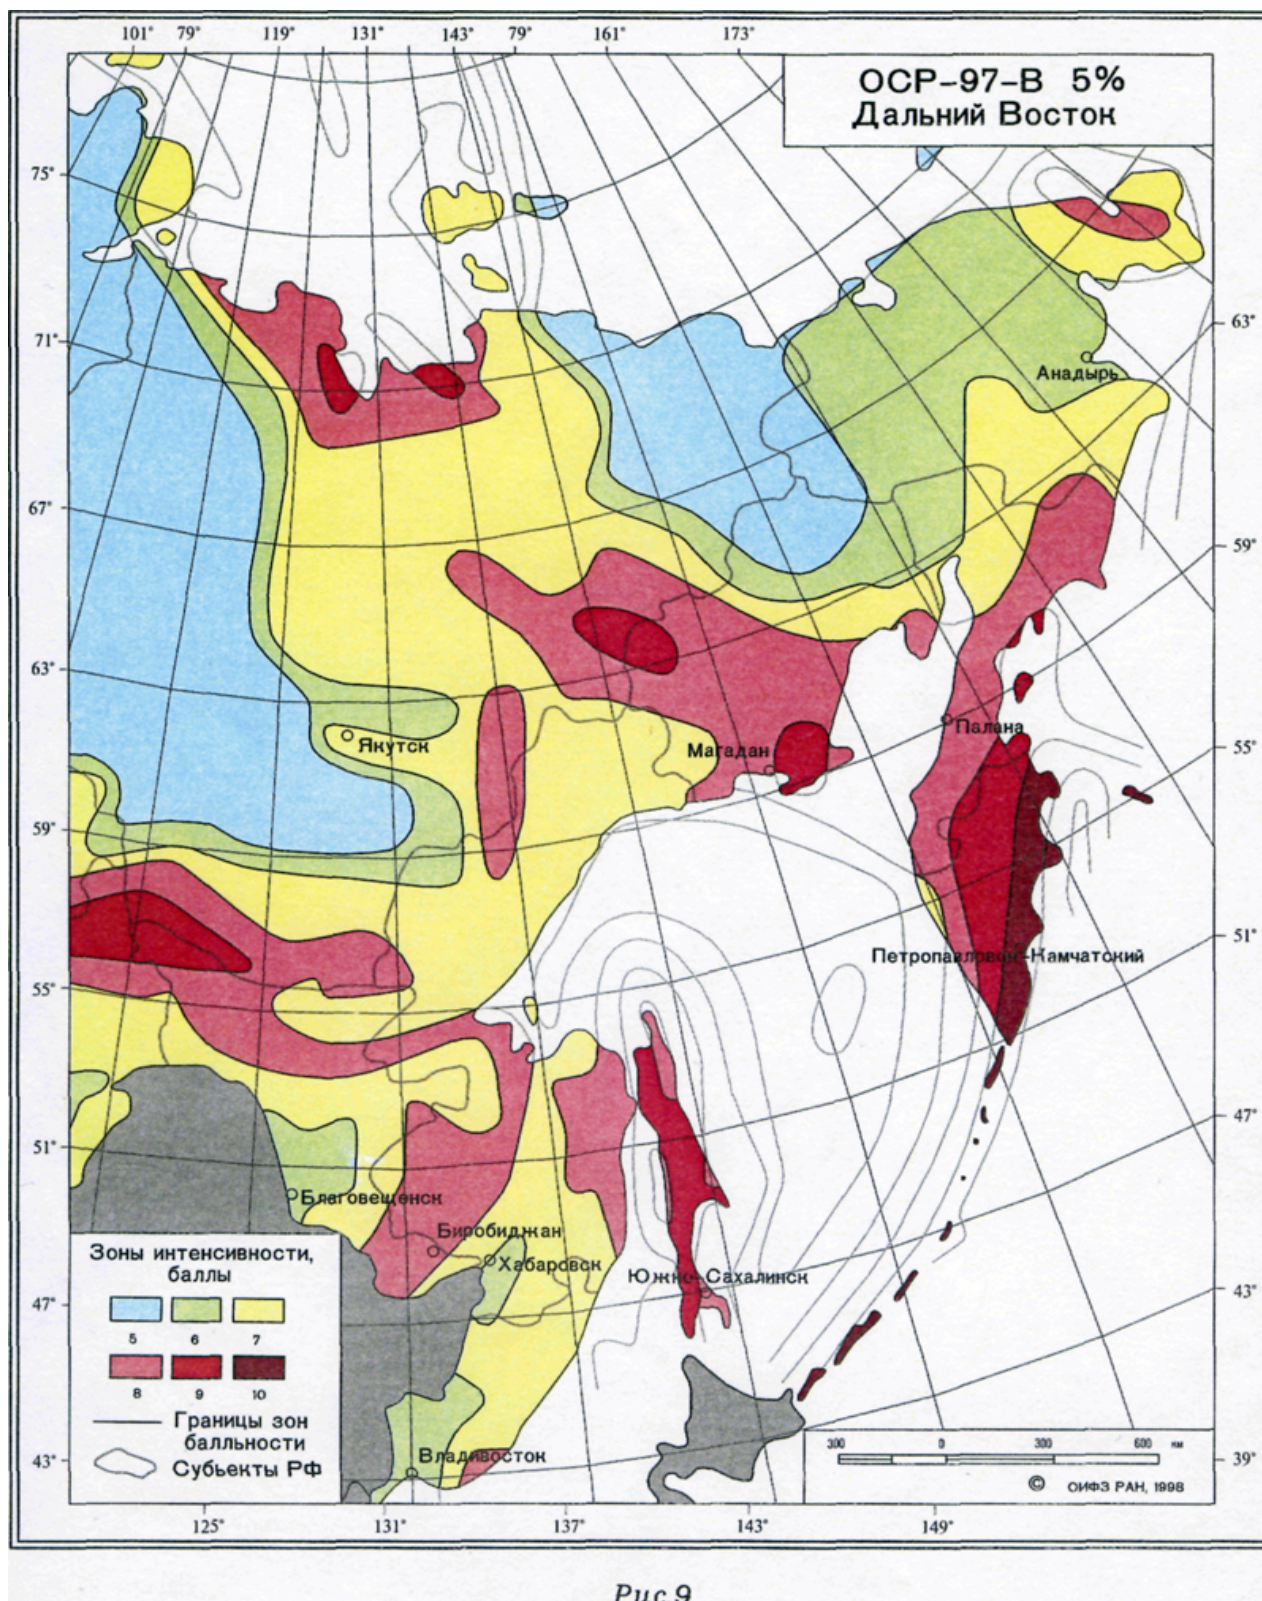 101° 79° 119° 131° 143° 79° 161° 173°
ОСР-97-В 5%
Дальний Восток
75°
71°
63°
Анадырь
67°
59°
63°
Якутск
Магадан
Палана
55°
59°
51°
Петропавловск-Камчатский
55°
47°
51°
Благовещенск
Биробиджан
Хабаровск
Южно-Сахалинск
43°
Зоны интенсивности,
баллы
47°
5 6 7
8 9 10
Границы зон
балльности
Субъекты РФ
Владивосток
43°
300 0 300 600 км
39°
© ОИФЗ РАН, 1998
125° 131° 137° 143° 149°
Рис.9